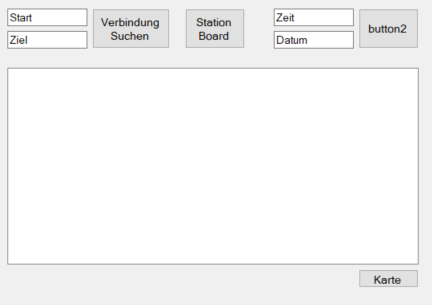 Start
Ziel
Verbindung
Suchen
Station
Board
Zeit
Datum
button2
Karte